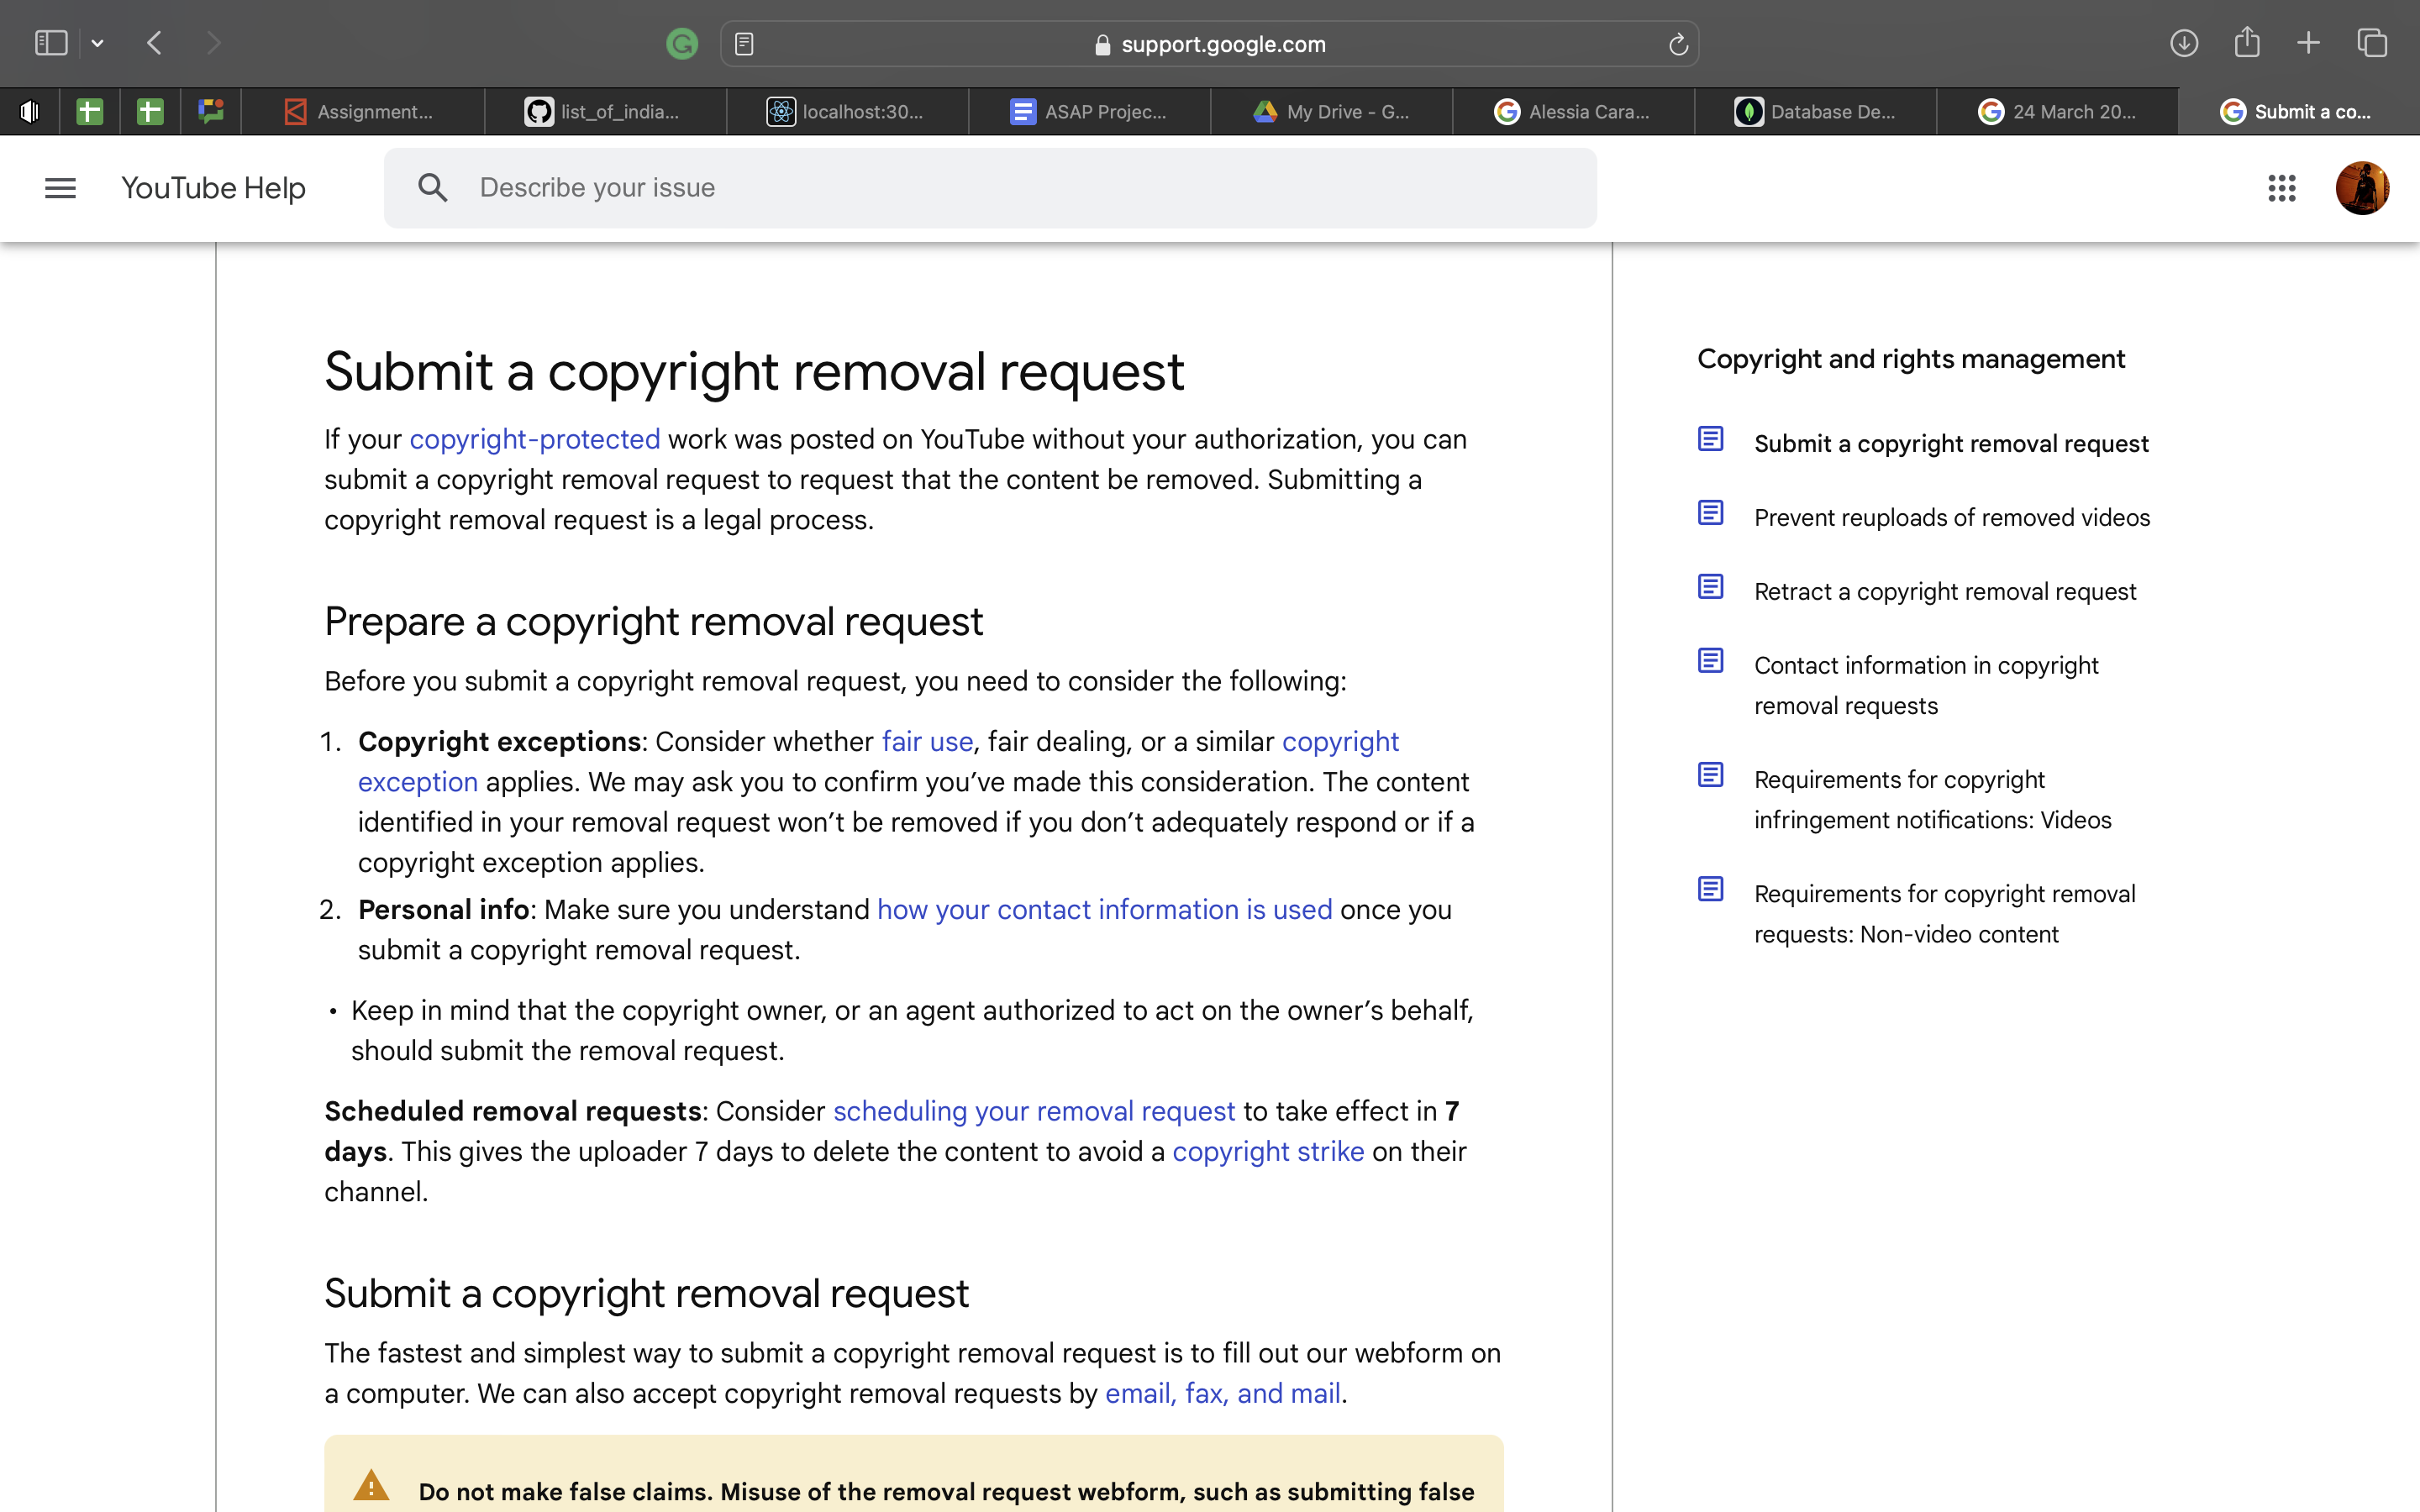 support.google.com
Assignment...
list_of_india...
localhost:30...
ASAP Projec...
My Drive - G...
Alessia Cara...
Database De...
24 March 20...
Submit a co...
YouTube Help
Describe your issue
Submit a copyright removal request
If your copyright-protected work was posted on YouTube without your authorization, you can
submit a copyright removal request to request that the content be removed. Submitting a
copyright removal request is a legal process.
Prepare a copyright removal request
Before you submit a copyright removal request, you need to consider the following:
1. Copyright exceptions: Consider whether fair use, fair dealing, or a similar copyright
exception applies. We may ask you to confirm you’ve made this consideration. The content
identified in your removal request won’t be removed if you don’t adequately respond or if a
copyright exception applies.
2. Personal info: Make sure you understand how your contact information is used once you
submit a copyright removal request.
• Keep in mind that the copyright owner, or an agent authorized to act on the owner’s behalf,
should submit the removal request.
Scheduled removal requests: Consider scheduling your removal request to take effect in 7
days. This gives the uploader 7 days to delete the content to avoid a copyright strike on their
channel.
Submit a copyright removal request
The fastest and simplest way to submit a copyright removal request is to fill out our webform on
a computer. We can also accept copyright removal requests by email, fax, and mail.
Do not make false claims. Misuse of the removal request webform, such as submitting false
Copyright and rights management
Submit a copyright removal request
Prevent reuploads of removed videos
Retract a copyright removal request
Contact information in copyright
removal requests
Requirements for copyright
infringement notifications: Videos
Requirements for copyright removal
requests: Non-video content